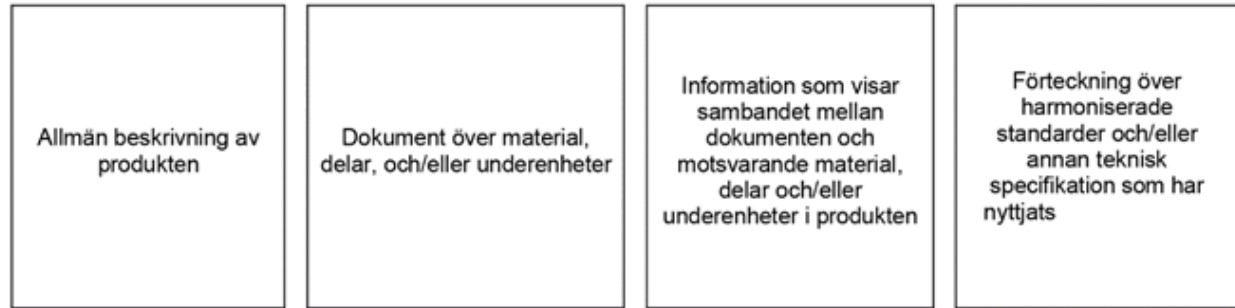 Allmän beskrivning av
produkten
Dokument över material,
delar, och/eller underenheter
Information som visar
sambandet mellan
dokumenten och
motsvarande material,
delar och/eller
underenheter i produkten
Förteckning över
harmoniserade
standarder och/eller
annan teknisk
specifikation som har
nyttjats